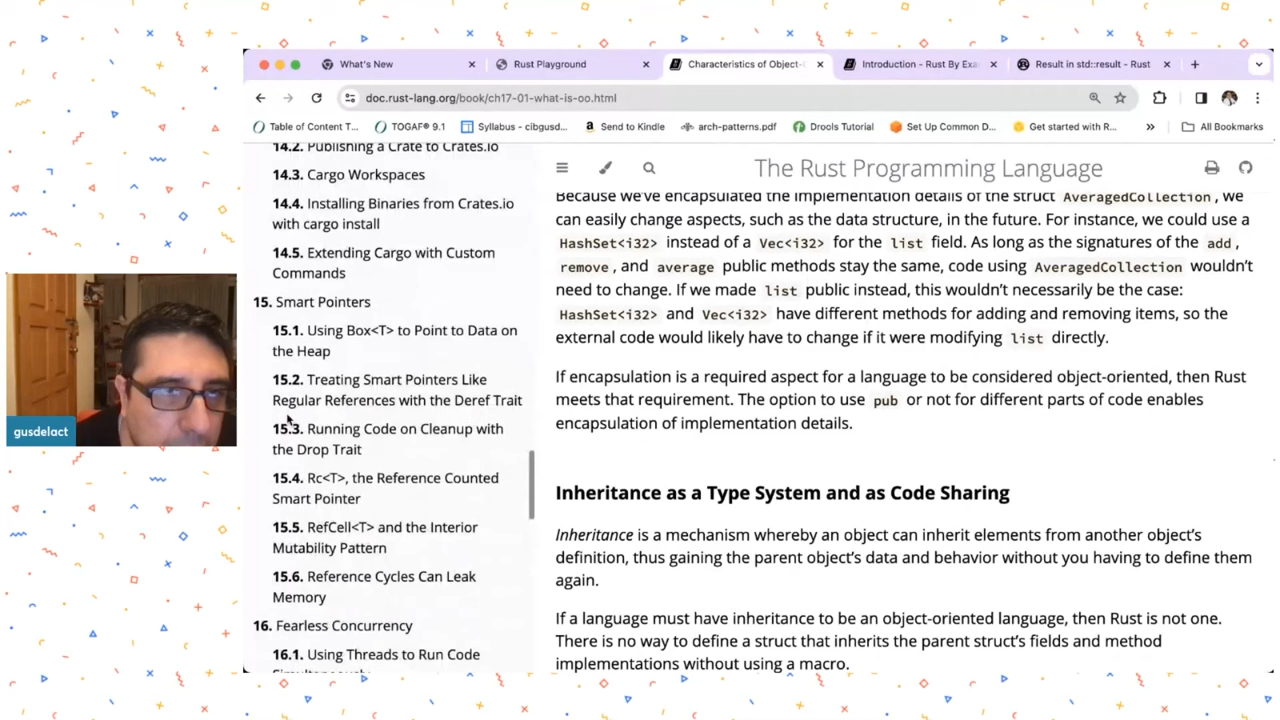 What's New
Rust Playground
Characteristics of Object-
Introduction - Rust By Exa
Result in std::result - Rust
doc.rust-lang.org/book/ch17-01-what-is-oo.html
Table of Content T...
TOGAF® 9.1
Syllabus - cibgusd...
Send to Kindle
arch-patterns.pdf
Drools Tutorial
Set Up Common D...
Get started with R...
All Bookmarks
14.2. Publishing a Crate to Crates.io
14.3. Cargo Workspaces
14.4. Installing Binaries from Crates.io
with cargo install
14.5. Extending Cargo with Custom
Commands
15. Smart Pointers
15.1. Using Box<T> to Point to Data on
the Heap
15.2. Treating Smart Pointers Like
Regular References with the Deref Trait
15.3. Running Code on Cleanup with
the Drop Trait
15.4. Rc<T>, the Reference Counted
Smart Pointer
15.5. RefCell<T> and the Interior
Mutability Pattern
15.6. Reference Cycles Can Leak
Memory
16. Fearless Concurrency
16.1. Using Threads to Run Code
Simultaneously
The Rust Programming Language
Because we've encapsulated the implementation details of the struct AveragedCollection, we
can easily change aspects, such as the data structure, in the future. For instance, we could use a
HashSet<i32> instead of a Vec<i32> for the list field. As long as the signatures of the add,
remove, and average public methods stay the same, code using AveragedCollection wouldn't
need to change. If we made list public instead, this wouldn't necessarily be the case:
HashSet<i32> and Vec<i32> have different methods for adding and removing items, so the
external code would likely have to change if it were modifying list directly.
If encapsulation is a required aspect for a language to be considered object-oriented, then Rust
meets that requirement. The option to use pub or not for different parts of code enables
encapsulation of implementation details.
Inheritance as a Type System and as Code Sharing
Inheritance is a mechanism whereby an object can inherit elements from another object's
definition, thus gaining the parent object's data and behavior without you having to define them
again.
If a language must have inheritance to be an object-oriented language, then Rust is not one.
There is no way to define a struct that inherits the parent struct's fields and method
implementations without using a macro.
gusdelact